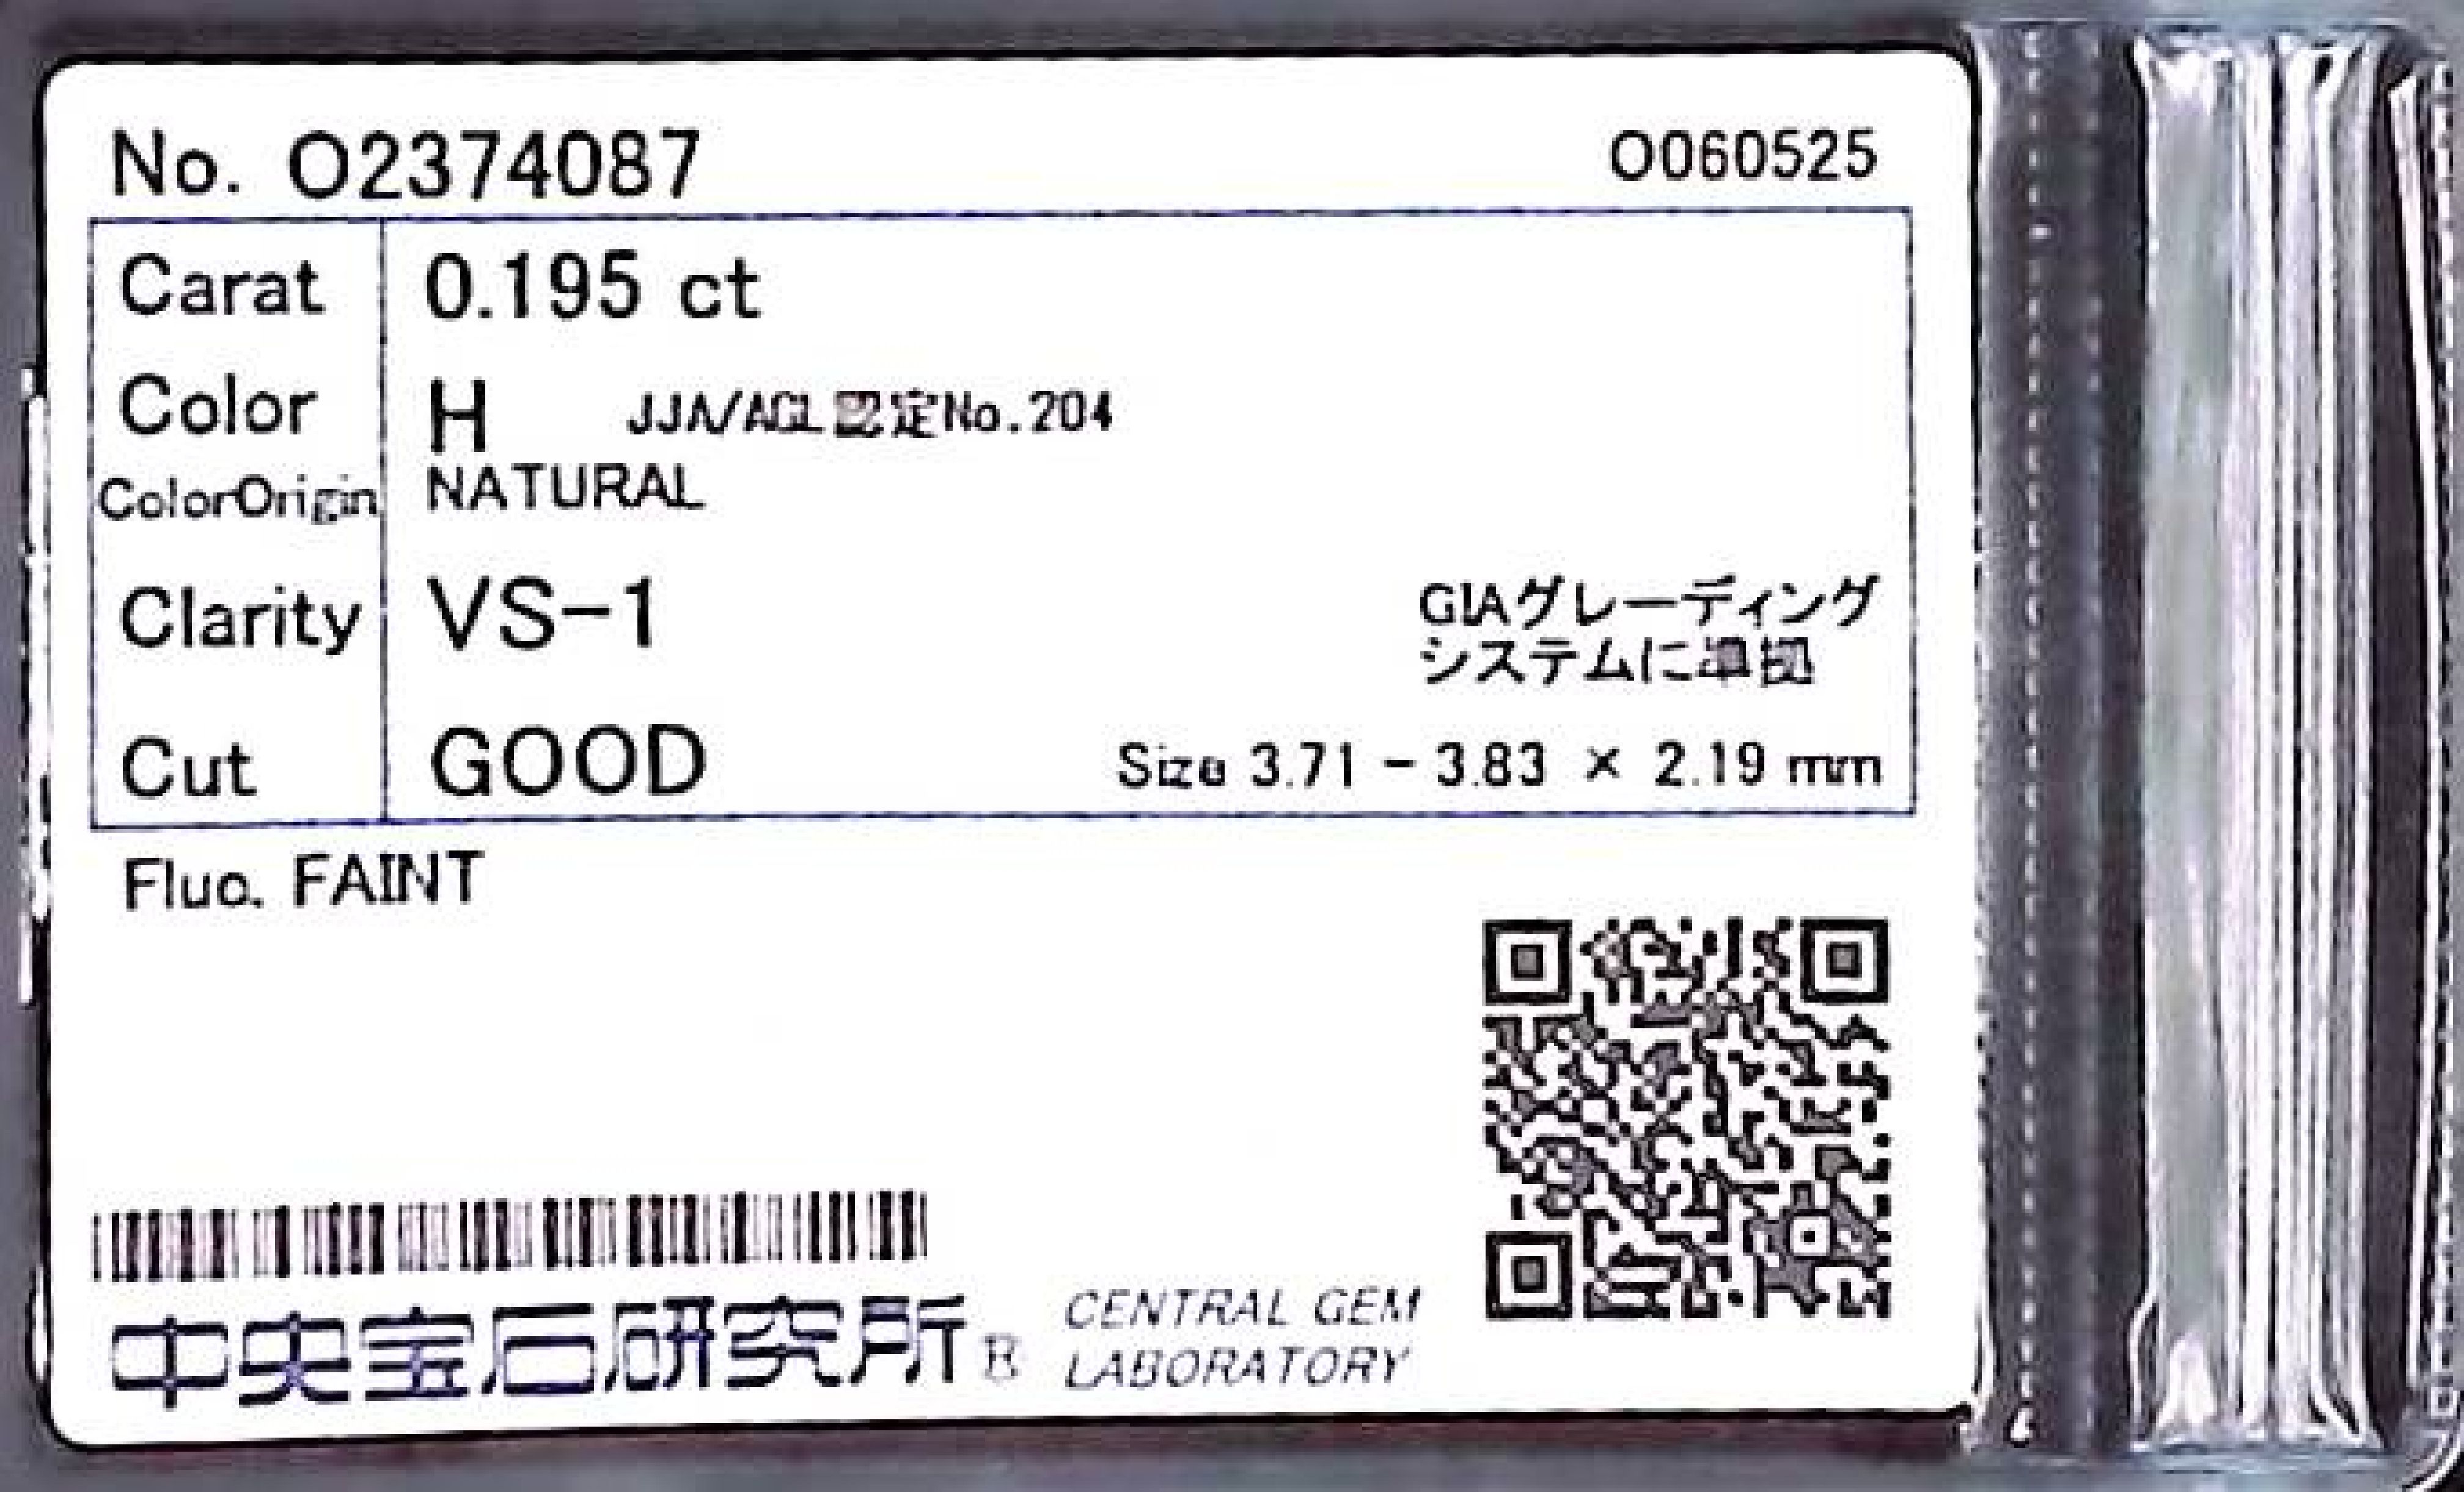 No. O2374087
O060525
Carat 0.195 ct
Color H JJA/AGL認定No.204
ColorOrigin NATURAL
Clarity VS-1
GIAグレーディング
システムに準拠
Cut GOOD
Size 3.71 - 3.83 × 2.19 mm
Fluo. FAINT
中央宝石研究所
CENTRAL GEM
LABORATORY